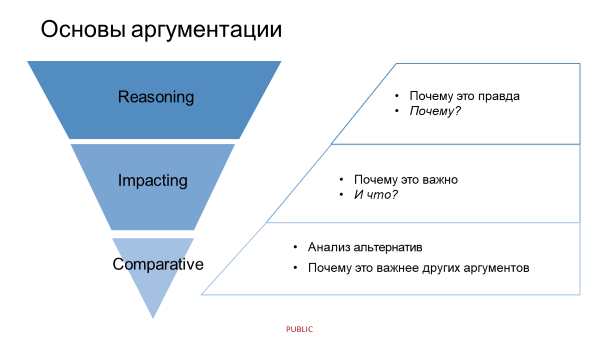 Основы аргументации
Reasoning
• Почему это правда
• Почему?
Impacting
• Почему это важно
• И что?
Comparative
• Анализ альтернатив
• Почему это важнее других аргументов
PUBLIC